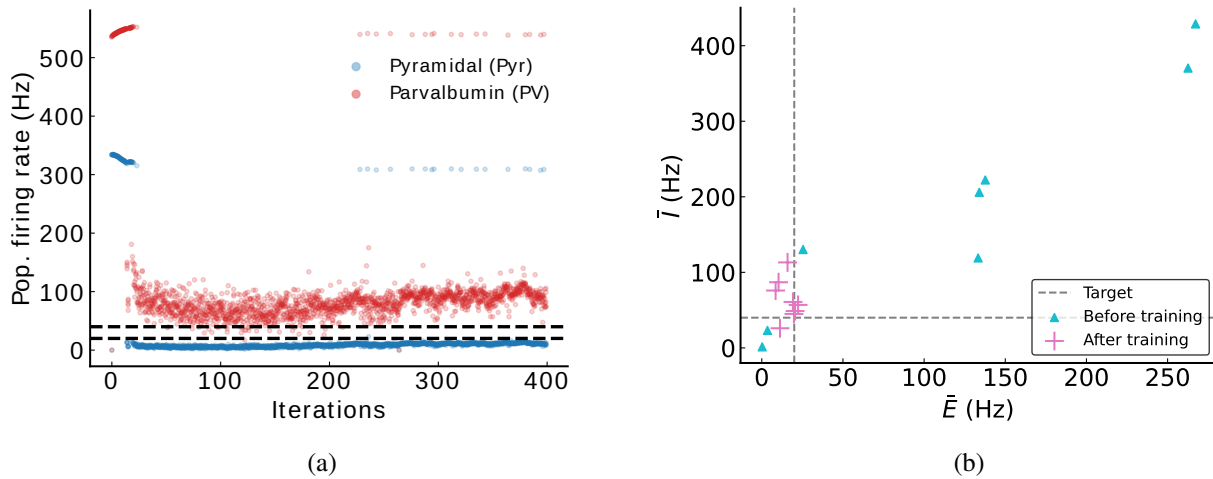 Pop. firing rate (Hz)
500
400
300
200
100
0
Pyramidal (Pyr)
Parvalbumin (PV)
0 100 200 300 400
Iterations
(a)
Ī (Hz)
400
300
200
100
0
Target
Before training
After training
0 50 100 150 200 250
Ē (Hz)
(b)